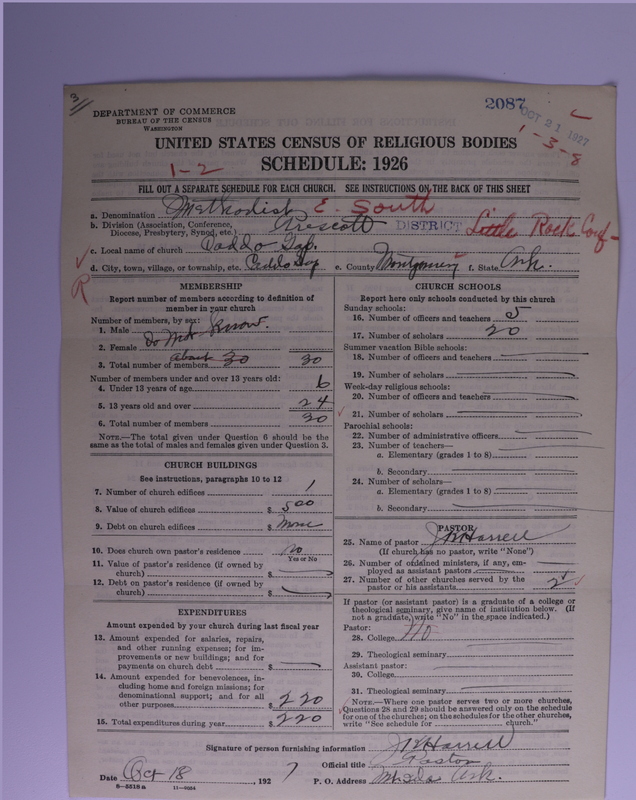 3
DEPARTMENT OF COMMERCE
BUREAU OF THE CENSUS
WASHINGTON
2087
OCT 21 1927
1-3-8
UNITED STATES CENSUS OF RELIGIOUS BODIES
1-2
SCHEDULE: 1926
FILL OUT A SEPARATE SCHEDULE FOR EACH CHURCH. SEE INSTRUCTIONS ON THE BACK OF THIS SHEET
a. Denomination Methodist E. South
b. Division (Association, Conference, Diocese, Presbytery, Synod, etc.) Prescott DISTRICT Little Rock Conf-
c. Local name of church Caddo Gap.
d. City, town, village, or township, etc. Caddo Gap e. County Montgomery f. State Ark.
MEMBERSHIP
Report number of members according to definition of
member in your church
Number of members, by sex:
1. Male
Do Not Know.
2. Female
3. Total number of members about 30 30
Number of members under and over 13 years old:
4. Under 13 years of age 6
5. 13 years old and over 24
6. Total number of members 30
NOTE.—The total given under Question 6 should be
same as the total of males and females given under Question 3.
CHURCH BUILDINGS
See instructions, paragraphs 10 to 12
7. Number of church edifices 1
8. Value of church edifices $ 500
9. Debt on church edifices $ None
10. Does church own pastor's residence No
Yes or No
11. Value of pastor's residence (if owned by
church) $
12. Debt on pastor's residence (if owned by
church) $
EXPENDITURES
Amount expended by your church during last fiscal year
13. Amount expended for salaries, repairs,
and other running expenses; for im-
provements or new buildings; and for
payments on church debt $
14. Amount expended for benevolences, in-
cluding home and foreign missions; for
denominational support; and for all
other purposes $ 220
15. Total expenditures during year $ 220
CHURCH SCHOOLS
Report here only schools conducted by this church
Sunday schools:
16. Number of officers and teachers 5
17. Number of scholars 20
Summer vacation Bible schools:
18. Number of officers and teachers
19. Number of scholars
Week-day religious schools:
20. Number of officers and teachers
21. Number of scholars
Parochial schools:
22. Number of administrative officers
23. Number of teachers—
a. Elementary (grades 1 to 8)
b. Secondary
24. Number of scholars—
a. Elementary (grades 1 to 8)
b. Secondary
PASTOR
25. Name of pastor Harrell
(If church has no pastor, write "None")
26. Number of ordained ministers, if any, em-
ployed as assistant pastors
27. Number of other churches served by the
pastor or his assistants 2
If pastor (or assistant pastor) is a graduate of a college or
theological seminary, give name of institution below. (If
not a graduate, write "No" in the space indicated.)
Pastor:
28. College No
29. Theological seminary
Assistant pastor:
30. College
31. Theological seminary
NOTE.—Where one pastor serves two or more churches,
Questions 28 and 29 should be answered only on the schedule
for one of the churches; on the schedules for the other churches,
write "See schedule for church."
Signature of person furnishing information Harrell
Official title Pastor
Date Oct 18, 1927 P. O. Address Ark.
8-5518a 11-9584